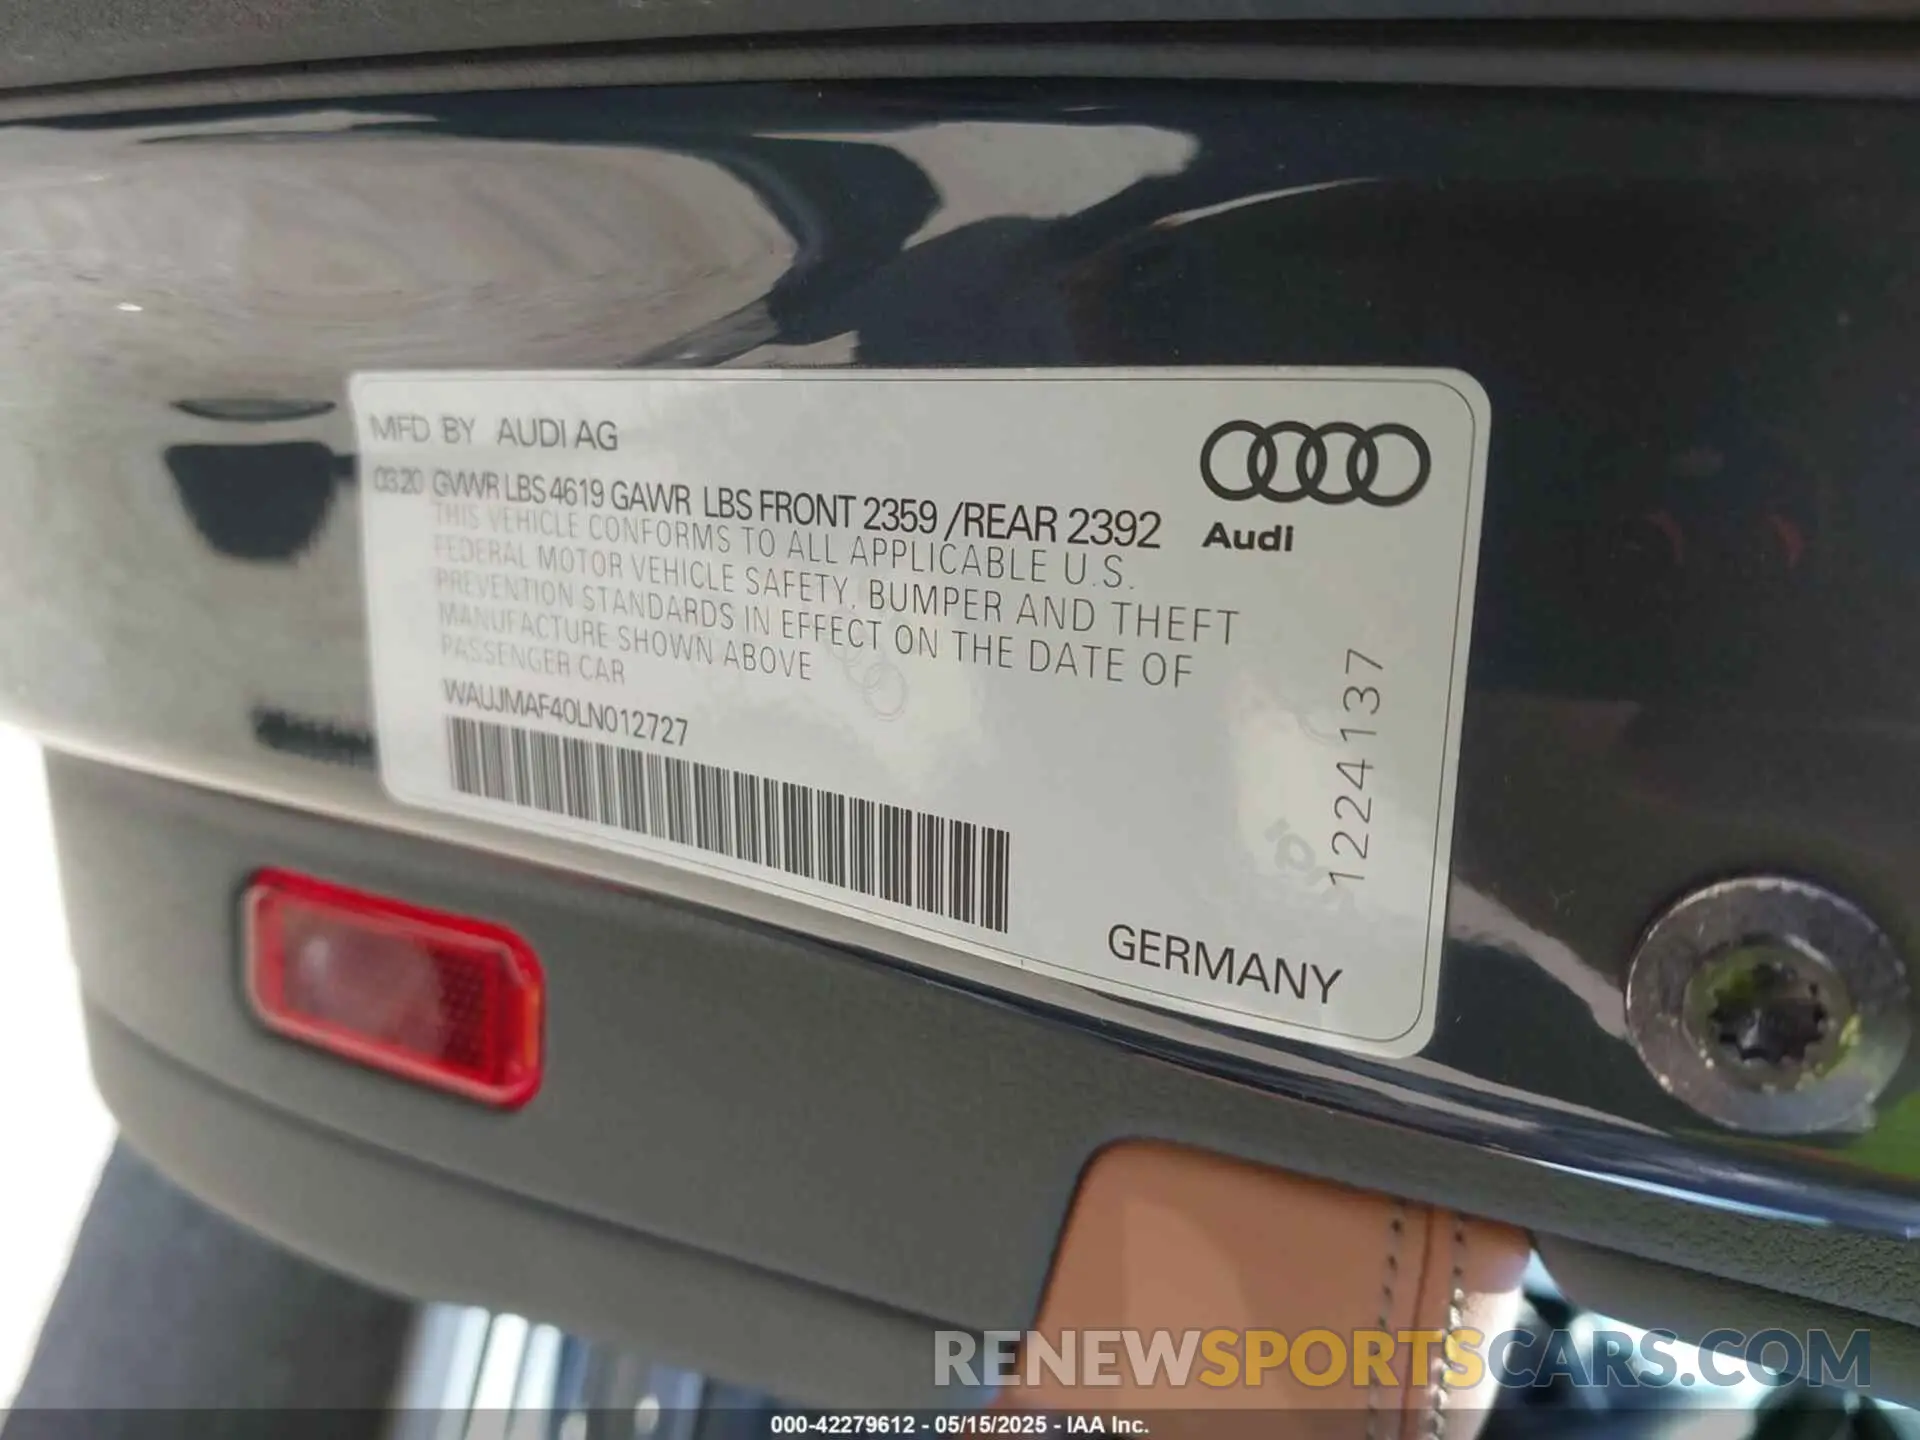 MFD BY AUDI AG
03.20 GVWR LBS 4619 GAWR LBS FRONT 2359 /REAR 2392
THIS VEHICLE CONFORMS TO ALL APPLICABLE U.S.
FEDERAL MOTOR VEHICLE SAFETY, BUMPER AND THEFT
PREVENTION STANDARDS IN EFFECT ON THE DATE OF
MANUFACTURE SHOWN ABOVE
PASSENGER CAR
WAUJMAF40LN012727
Audi
1224137
GERMANY
RENEWSPORTSCARS.COM
000-42279612 - 05/15/2025 - IAA Inc.